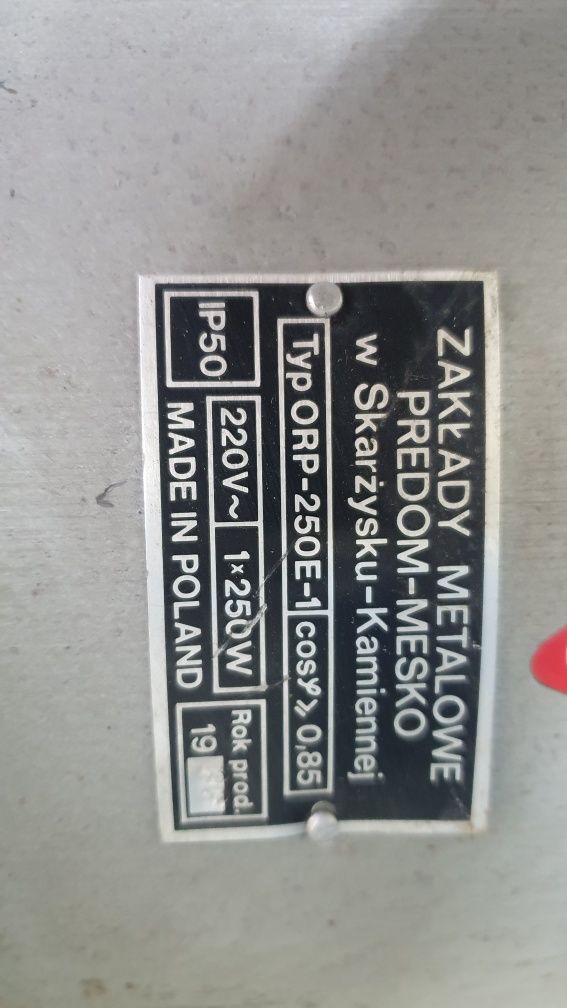 ZAKŁADY METALOWE
PREDOM-MESKO
w Skarżysku-Kamiennej
Typ ORP-250E-1 cosφ⩾0,85
IP50 220V~ 1×250W Rok prod.
MADE IN POLAND 19